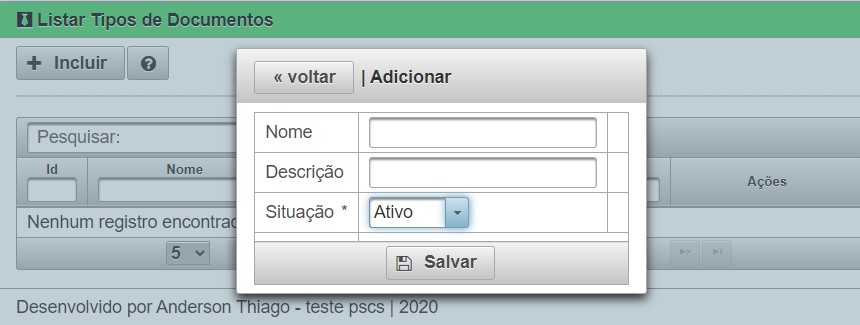 Listar Tipos de Documentos
+ Incluir ?
« voltar | Adicionar
Nome
Descrição
Situação * Ativo
Salvar
Pesquisar:
Id Nome Ações
Nenhum registro encontrad
5
Desenvolvido por Anderson Thiago - teste pscs | 2020